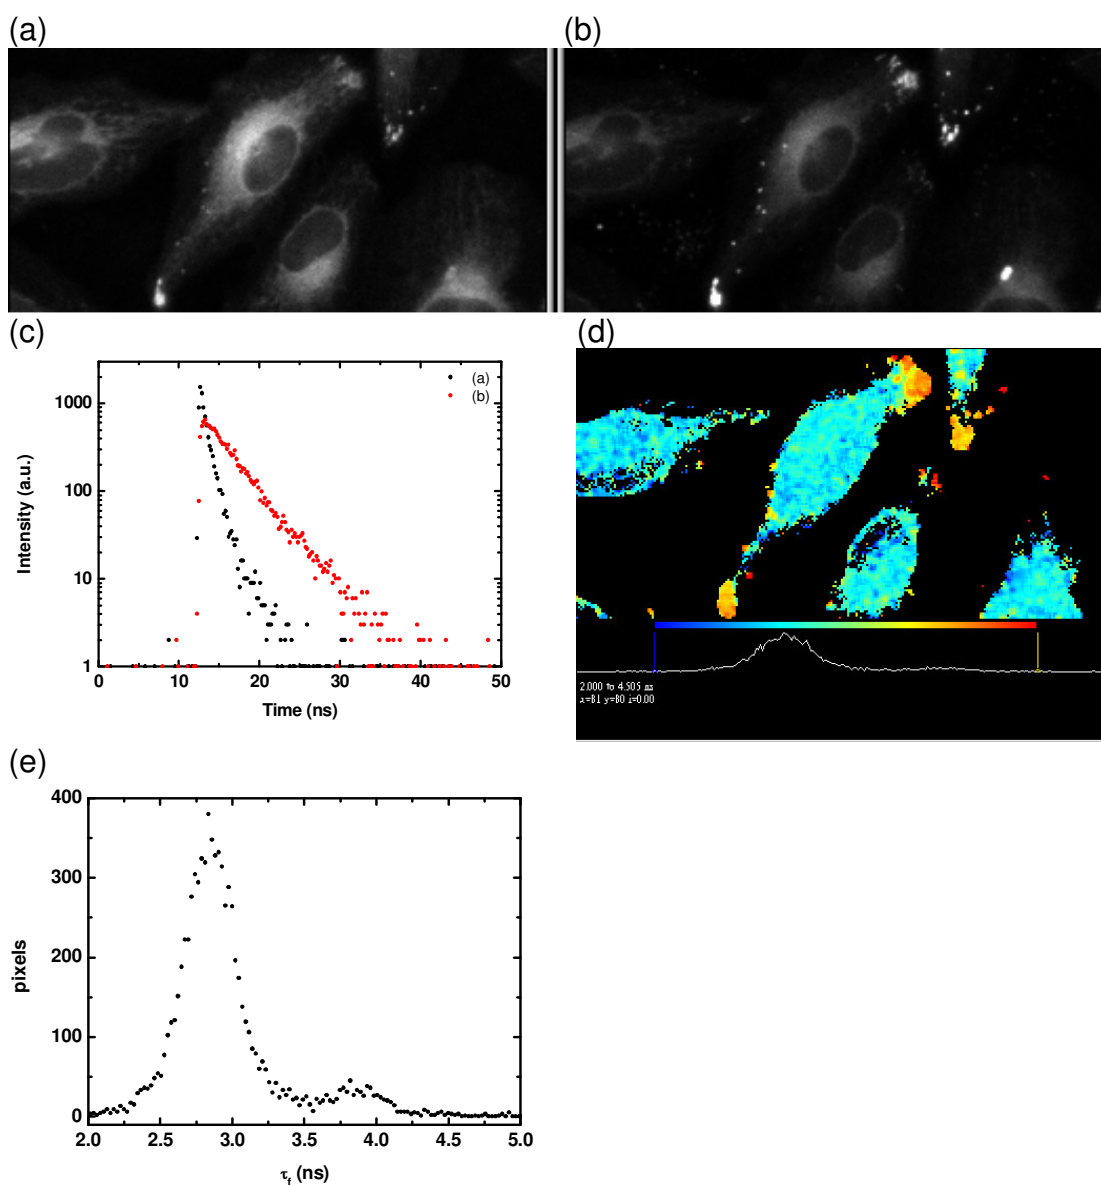 (a)
(b)
(c)
(d)
1000
100
10
1
0
10
20
30
40
50
Intensity (a.u.)
Time (ns)
(a)
(b)
2.000 to 4.505 ns
x=81 y=80 i=0.00
(e)
400
300
200
100
0
2.0
2.5
3.0
3.5
4.0
4.5
5.0
pixels
τf (ns)